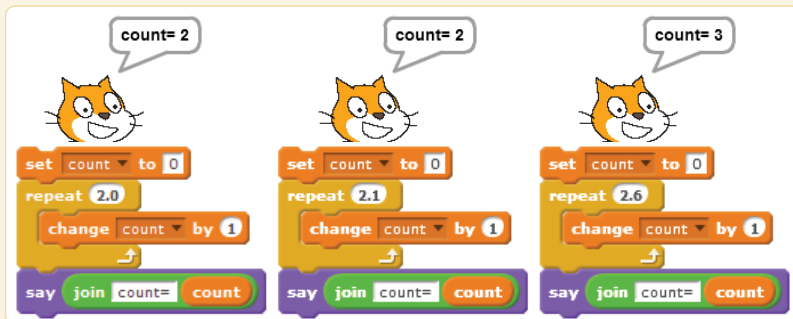 count= 2
count= 2
count= 3
set count to 0
set count to 0
set count to 0
repeat 2.0
repeat 2.1
repeat 2.6
change count by 1
change count by 1
change count by 1
say join count= count
say join count= count
say join count= count